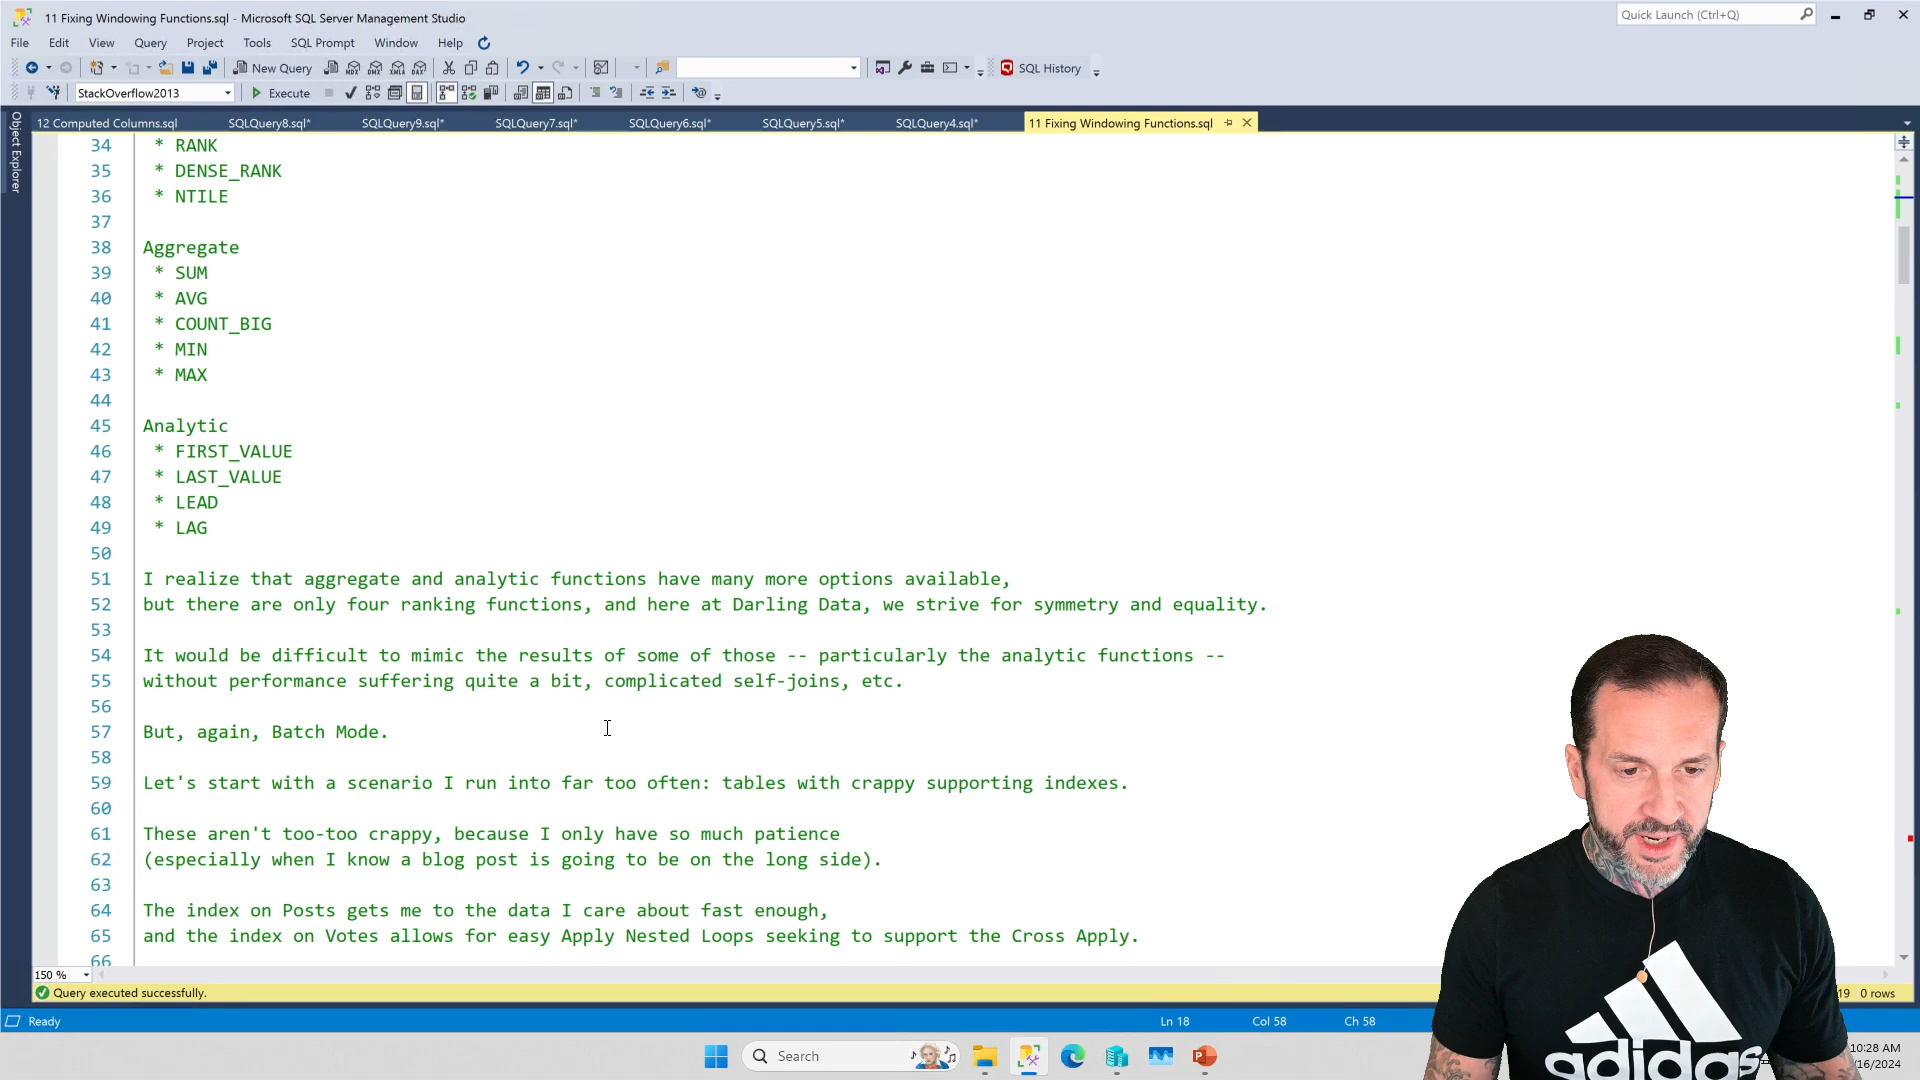 11 Fixing Windowing Functions.sql - Microsoft SQL Server Management Studio
Quick Launch (Ctrl+Q)
File Edit View Query Project Tools SQL Prompt Window Help
New Query
SQL History
StackOverflow2013
Execute
Object Explorer
12 Computed Columns.sql SQLQuery8.sql* SQLQuery9.sql* SQLQuery7.sql* SQLQuery6.sql* SQLQuery5.sql* SQLQuery4.sql* 11 Fixing Windowing Functions.sql
34 * RANK
35 * DENSE_RANK
36 * NTILE
37
38 Aggregate
39 * SUM
40 * AVG
41 * COUNT_BIG
42 * MIN
43 * MAX
44
45 Analytic
46 * FIRST_VALUE
47 * LAST_VALUE
48 * LEAD
49 * LAG
50
51 I realize that aggregate and analytic functions have many more options available,
52 but there are only four ranking functions, and here at Darling Data, we strive for symmetry and equality.
53
54 It would be difficult to mimic the results of some of those -- particularly the analytic functions --
55 without performance suffering quite a bit, complicated self-joins, etc.
56
57 But, again, Batch Mode.
58
59 Let's start with a scenario I run into far too often: tables with crappy supporting indexes.
60
61 These aren't too-too crappy, because I only have so much patience
62 (especially when I know a blog post is going to be on the long side).
63
64 The index on Posts gets me to the data I care about fast enough,
65 and the index on Votes allows for easy Apply Nested Loops seeking to support the Cross Apply.
66
150 %
Query executed successfully.
19 0 rows
Ready
Ln 18 Col 58 Ch 58
Search
10:28 AM
/16/2024
adidas